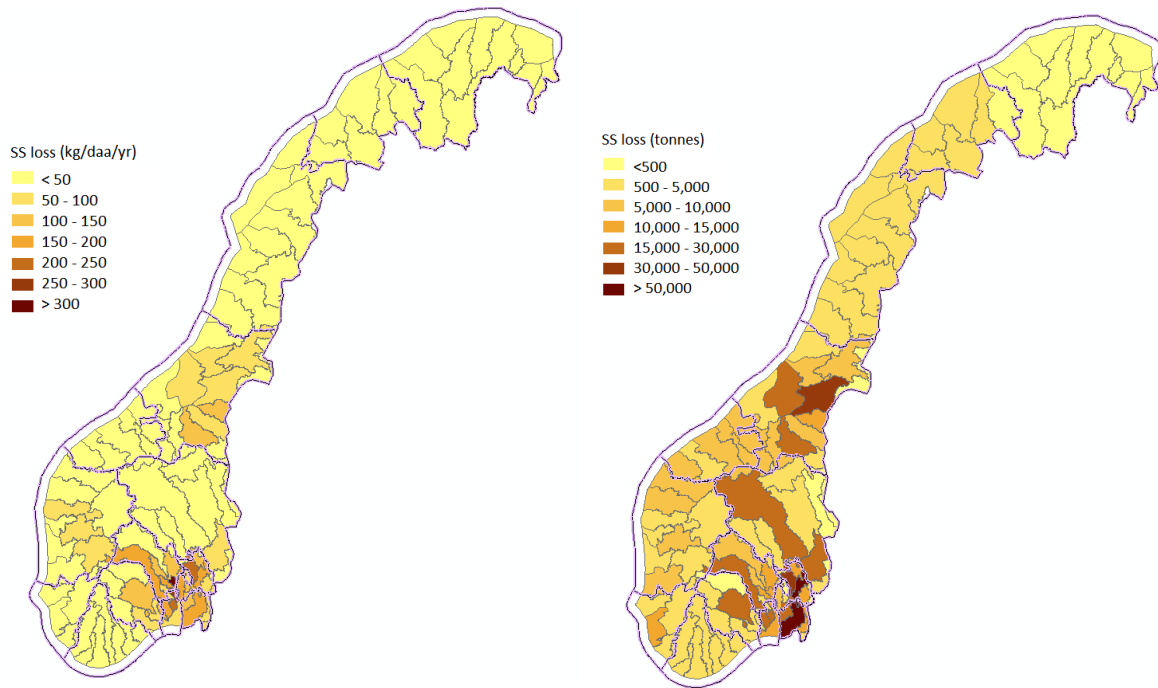 SS loss (kg/daa/yr)
< 50
50 - 100
100 - 150
150 - 200
200 - 250
250 - 300
> 300
SS loss (tonnes)
<500
500 - 5,000
5,000 - 10,000
10,000 - 15,000
15,000 - 30,000
30,000 - 50,000
> 50,000